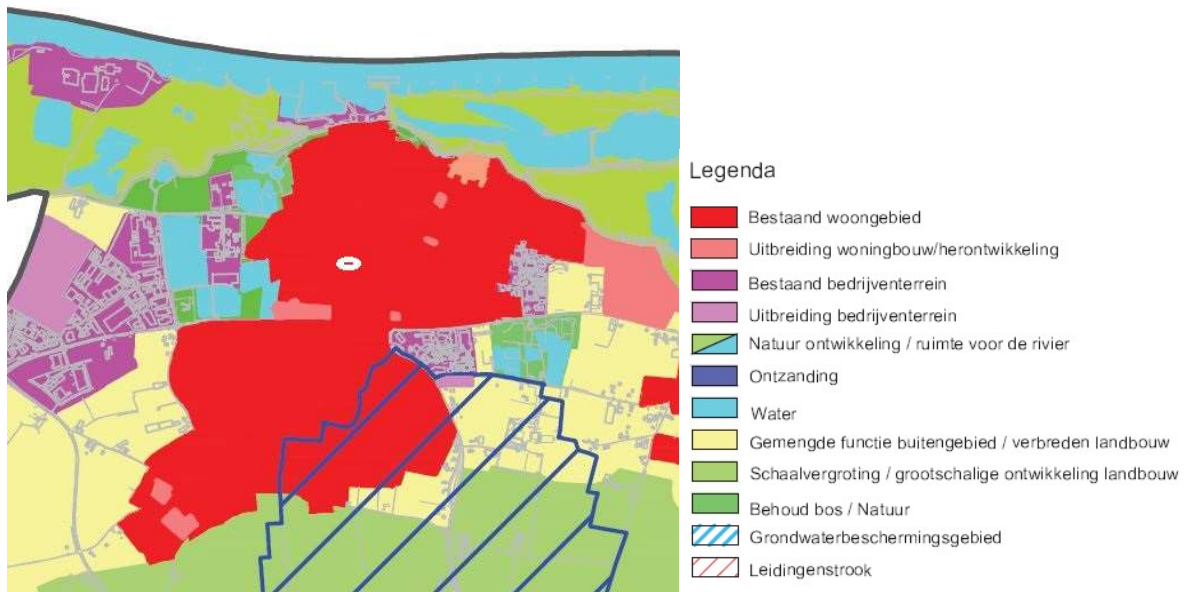 Legenda
Bestaand woongebied
Uitbreiding woningbouw/herontwikkeling
Bestaand bedrijventerrein
Uitbreiding bedrijventerrein
Natuur ontwikkeling / ruimte voor de rivier
Ontzanding
Water
Gemengde functie buitengebied / verbreden landbouw
Schaalvergroting / grootschalige ontwikkeling landbouw
Behoud bos / Natuur
Grondwaterbeschermingsgebied
Leidingenstrook